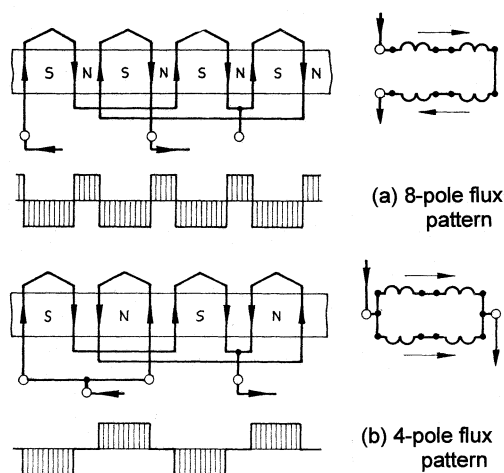 S N S N S N S N
(a) 8-pole flux
pattern
S N S N
(b) 4-pole flux
pattern